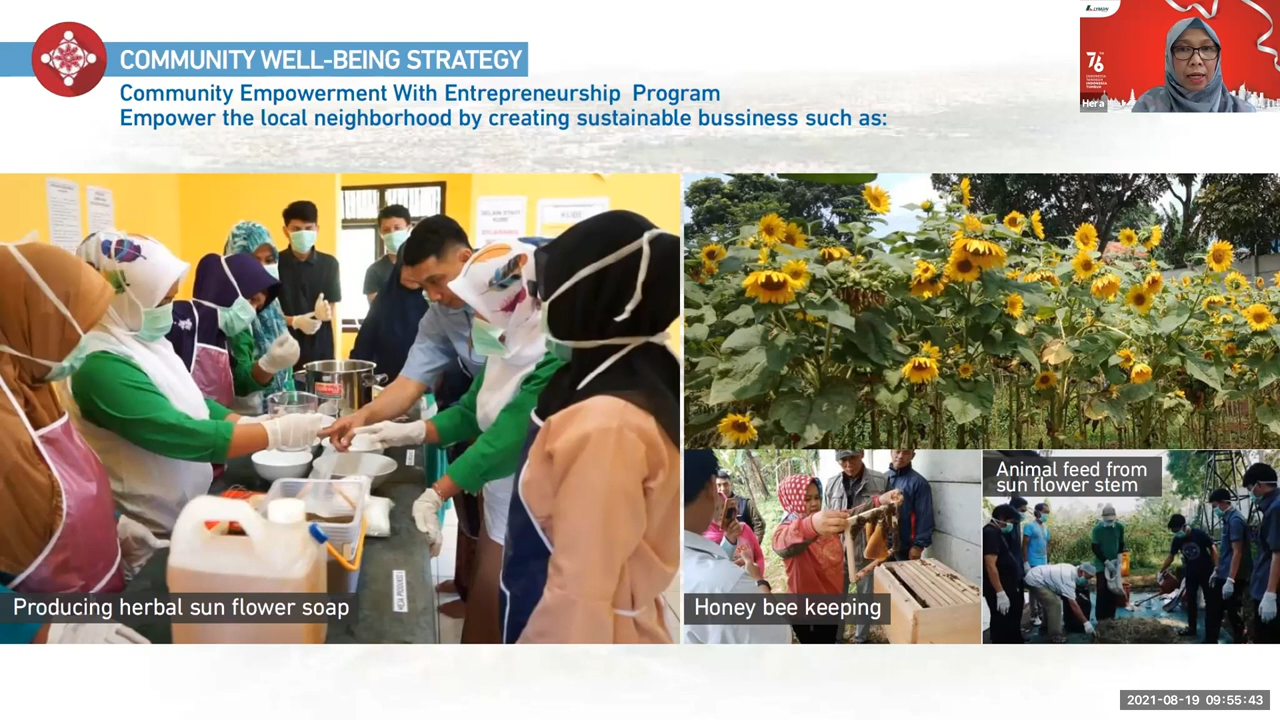 COMMUNITY WELL-BEING STRATEGY
Community Empowerment With Entrepreneurship Program
Empower the local neighborhood by creating sustainable bussiness such as:
76
Hera
KUBE
Animal feed from
sun flower stem
Producing herbal sun flower soap
Honey bee keeping
2021-08-19 09:55:43